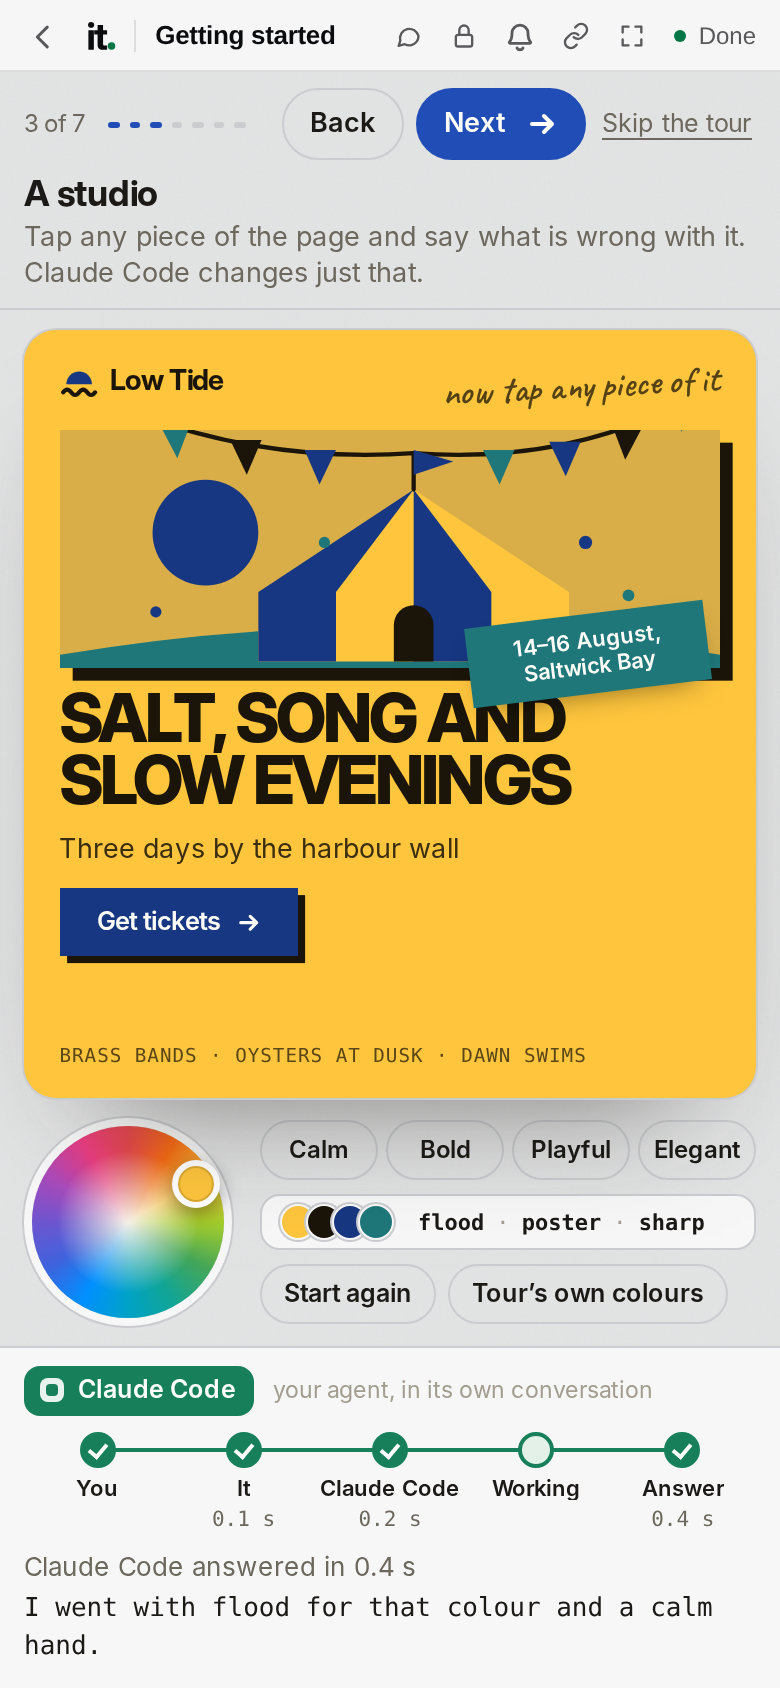 it.
Getting started
Done
3 of 7
Back
Next
Skip the tour
A studio
Tap any piece of the page and say what is wrong with it.
Claude Code changes just that.
Low Tide
now tap any piece of it
14–16 August,
Saltwick Bay
SALT, SONG AND
SLOW EVENINGS
Three days by the harbour wall
Get tickets
BRASS BANDS · OYSTERS AT DUSK · DAWN SWIMS
Calm
Bold
Playful
Elegant
flood · poster · sharp
Start again
Tour’s own colours
Claude Code
your agent, in its own conversation
You
It
Claude Code
Working
Answer
0.1 s
0.2 s
0.4 s
Claude Code answered in 0.4 s
I went with flood for that colour and a calm
hand.